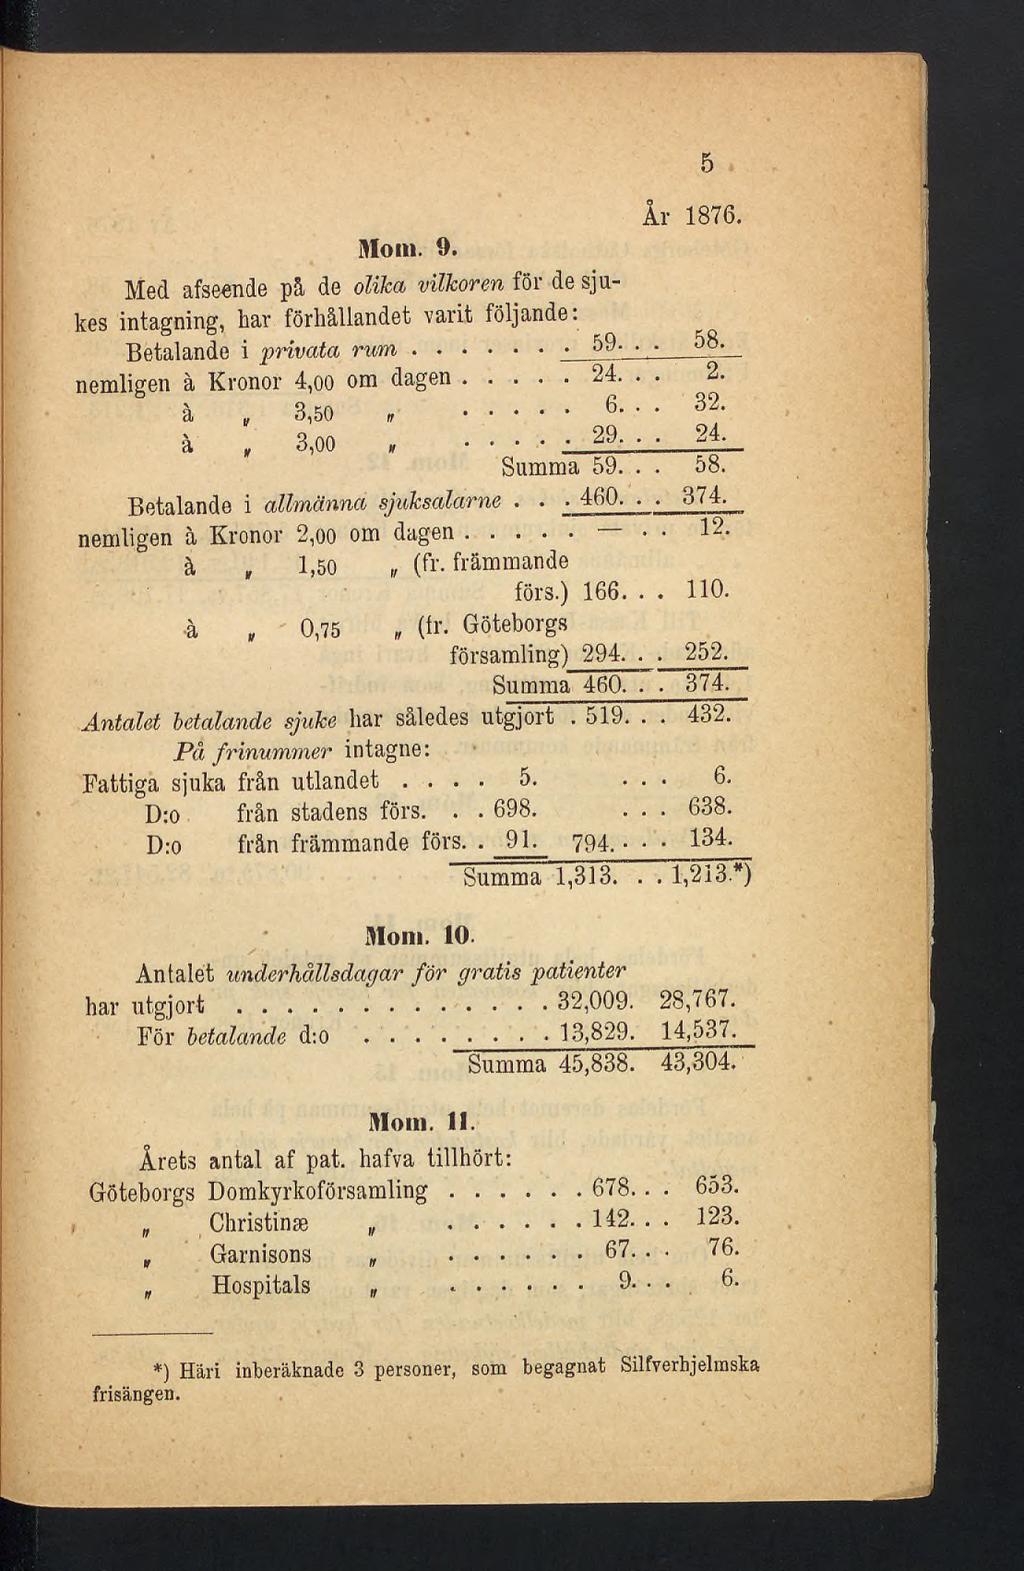 5
År 1876.
Mom. 9.
Med afseende på de olika vilkoren för de sju-
kes intagning, har förhållandet varit följande:
Betalande i privata rum . . . . . . . 59. . . 58.
nemligen à Kronor 4,00 om dagen . . . . . 24. . . 2.
à „ 3,50 „ . . . . . 6. . . 32.
à „ 3,00 „ . . . . . 29. . . 24.
Summa 59. . . 58.
Betalande i allmänna sjuksalarne . . . 460. . . 374.
nemligen à Kronor 2,00 om dagen . . . . . — . . 12.
à „ 1,50 „ (fr. främmande
förs.) 166. . . 110.
à „ 0,75 „ (fr. Göteborgs
församling) 294. . . 252.
Summa 460. . . 374.
Antalet betalande sjuke har således utgjort . 519. . . 432.
På frinummer intagne:
Fattiga sjuka från utlandet . . . . 5. . . . 6.
D:o från stadens förs. . . 698. . . . 638.
D:o från främmande förs. . 91. 794. . . . 134.
Summa 1,313. . . 1,213.*)
Mom. 10.
Antalet underhållsdagar för gratis patienter
har utgjort . . . . . . . . . . . . . 32,009. 28,767.
För betalande d:o . . . . . . . . 13,829. 14,537.
Summa 45,838. 43,304.
Mom. 11.
Årets antal af pat. hafva tillhört:
Göteborgs Domkyrkoförsamling . . . . . . 678. . . 653.
„ Christinæ „ . . . . . . 142. . . 123.
„ Garnisons „ . . . . . . 67. . . 76.
„ Hospitals „ . . . . . . 9. . . 6.
*) Häri inberäknade 3 personer, som begagnat Silfverhjelmska
frisängen.